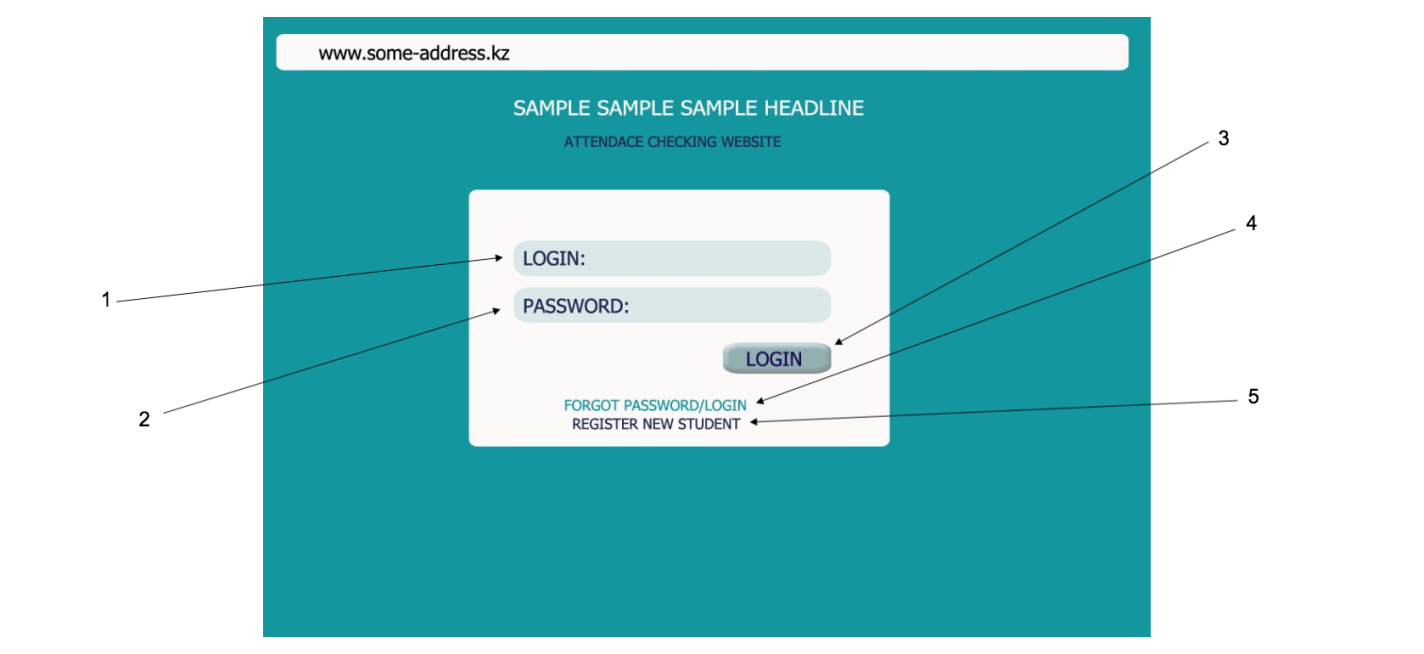 www.some-address.kz
SAMPLE SAMPLE SAMPLE HEADLINE
ATTENDACE CHECKING WEBSITE
3
4
LOGIN:
1
PASSWORD:
LOGIN
2
FORGOT PASSWORD/LOGIN
5
REGISTER NEW STUDENT